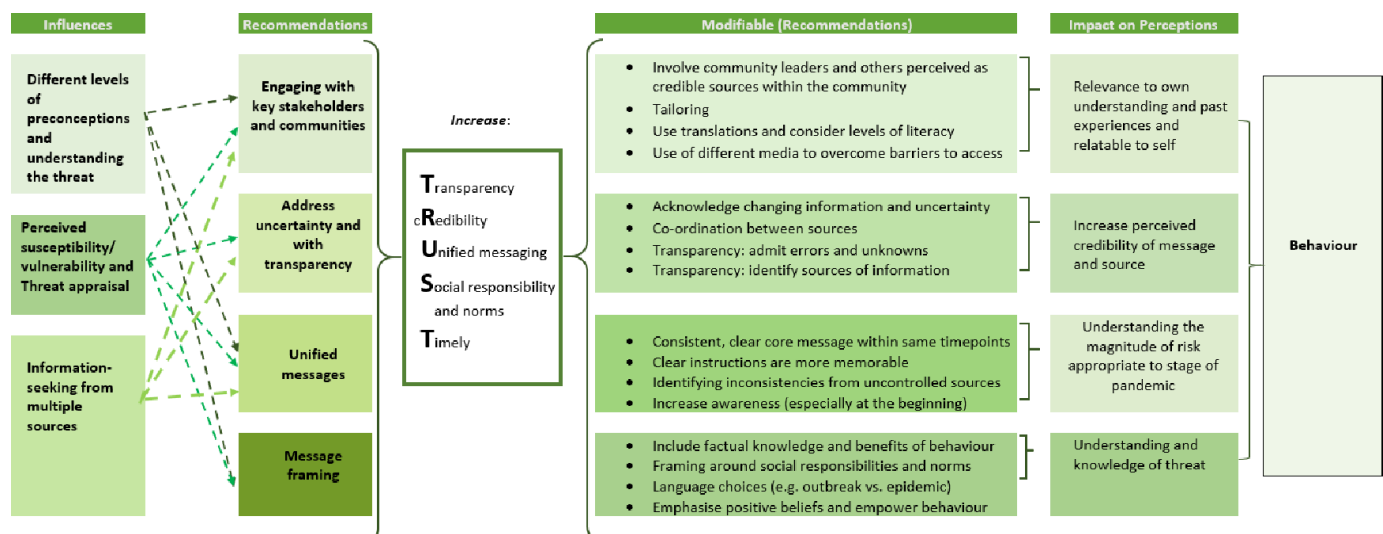 Influences
Recommendations
Modifiable (Recommendations)
Impact on Perceptions
Different levels
of
preconceptions
and
understanding
the threat
Perceived
susceptibility/
vulnerability and
Threat appraisal
Information-
seeking from
multiple
sources
Engaging with
key stakeholders
and communities
Address
uncertainty and
with
transparency
Unified
messages
Message
framing
Increase:
Transparency
cRedibility
Unified messaging
Social responsibility
and norms
Timely
• Involve community leaders and others perceived as
credible sources within the community
• Tailoring
• Use translations and consider levels of literacy
• Use of different media to overcome barriers to access
• Acknowledge changing information and uncertainty
• Co-ordination between sources
• Transparency: admit errors and unknowns
• Transparency: identify sources of information
• Consistent, clear core message within same timepoints
• Clear instructions are more memorable
• Identifying inconsistencies from uncontrolled sources
• Increase awareness (especially at the beginning)
• Include factual knowledge and benefits of behaviour
• Framing around social responsibilities and norms
• Language choices (e.g. outbreak vs. epidemic)
• Emphasise positive beliefs and empower behaviour
Relevance to own
understanding and past
experiences and
relatable to self
Increase perceived
credibility of message
and source
Understanding the
magnitude of risk
appropriate to stage of
pandemic
Understanding and
knowledge of threat
Behaviour